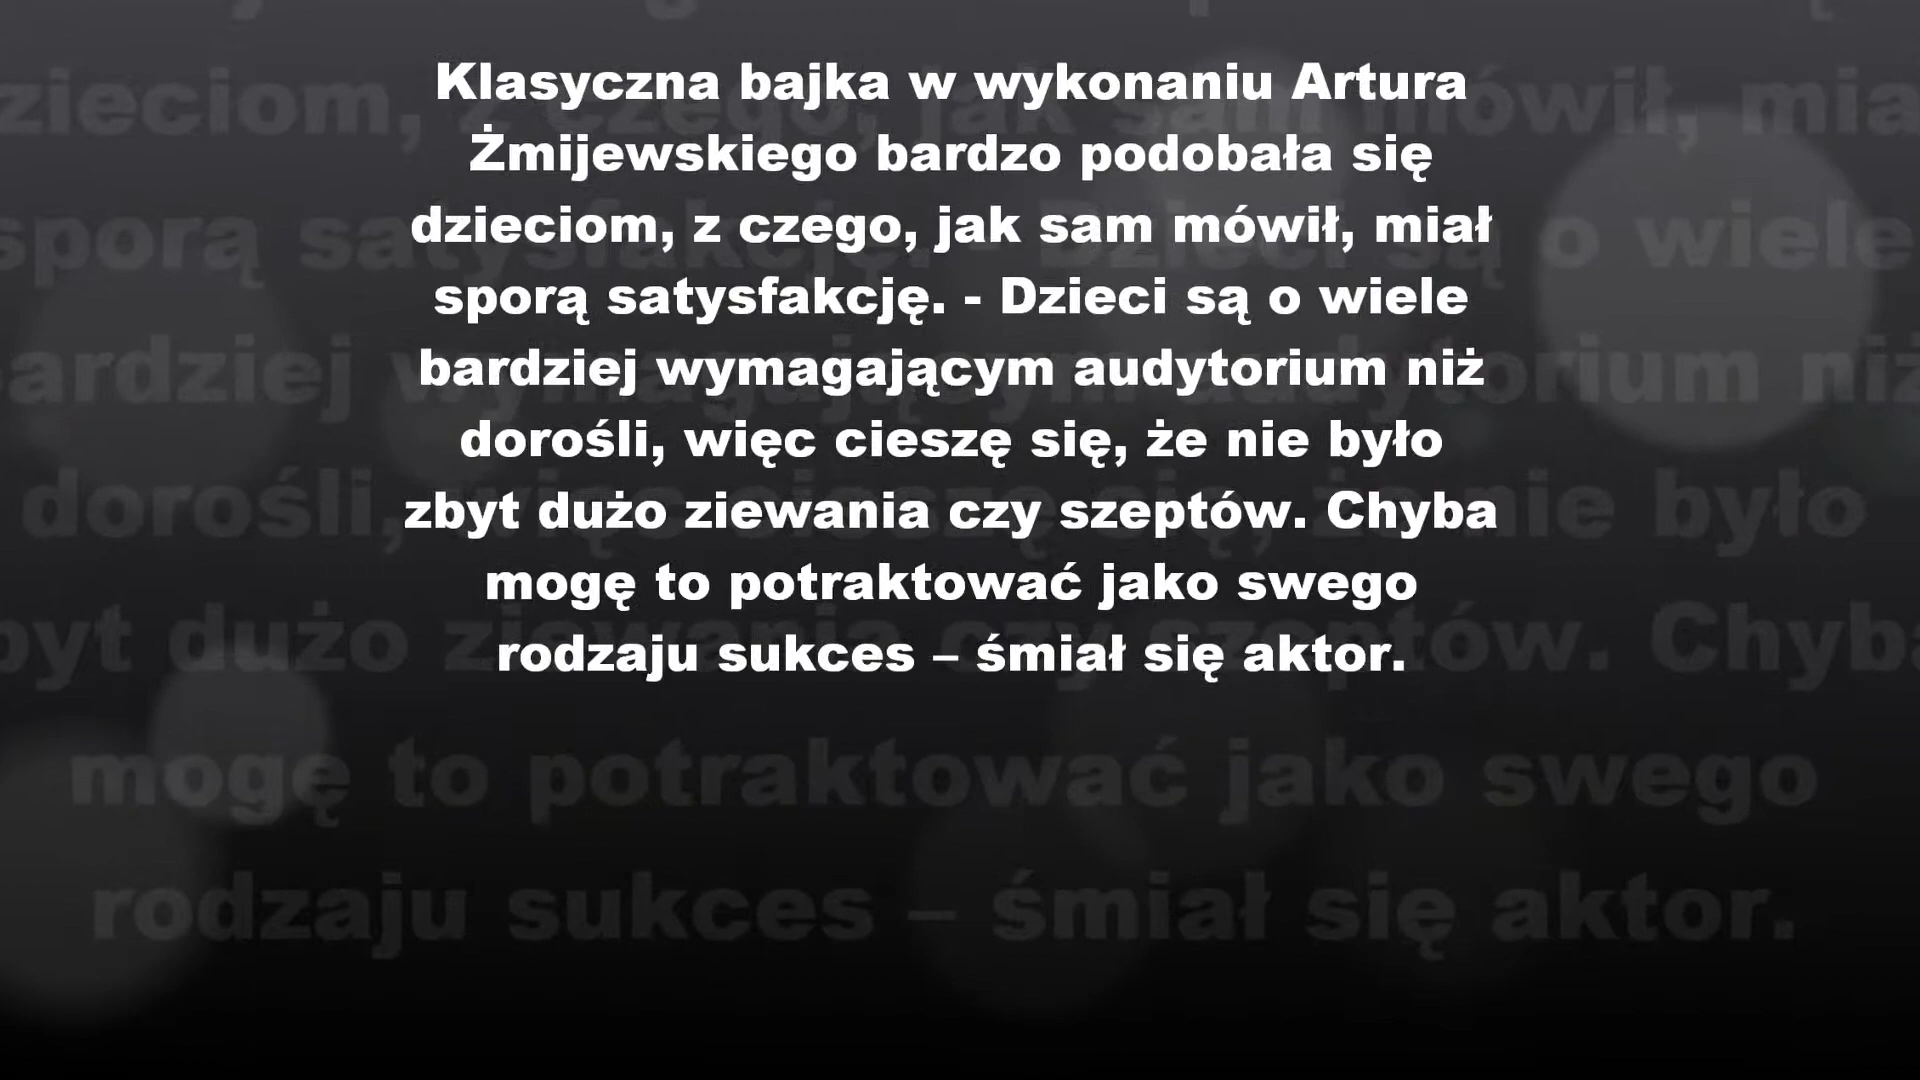 Klasyczna bajka w wykonaniu Artura
Żmijewskiego bardzo podobała się
dzieciom, z czego, jak sam mówił, miał
sporą satysfakcję. - Dzieci są o wiele
bardziej wymagającym audytorium niż
dorośli, więc cieszę się, że nie było
zbyt dużo ziewania czy szeptów. Chyba
mogę to potraktować jako swego
rodzaju sukces – śmiał się aktor.